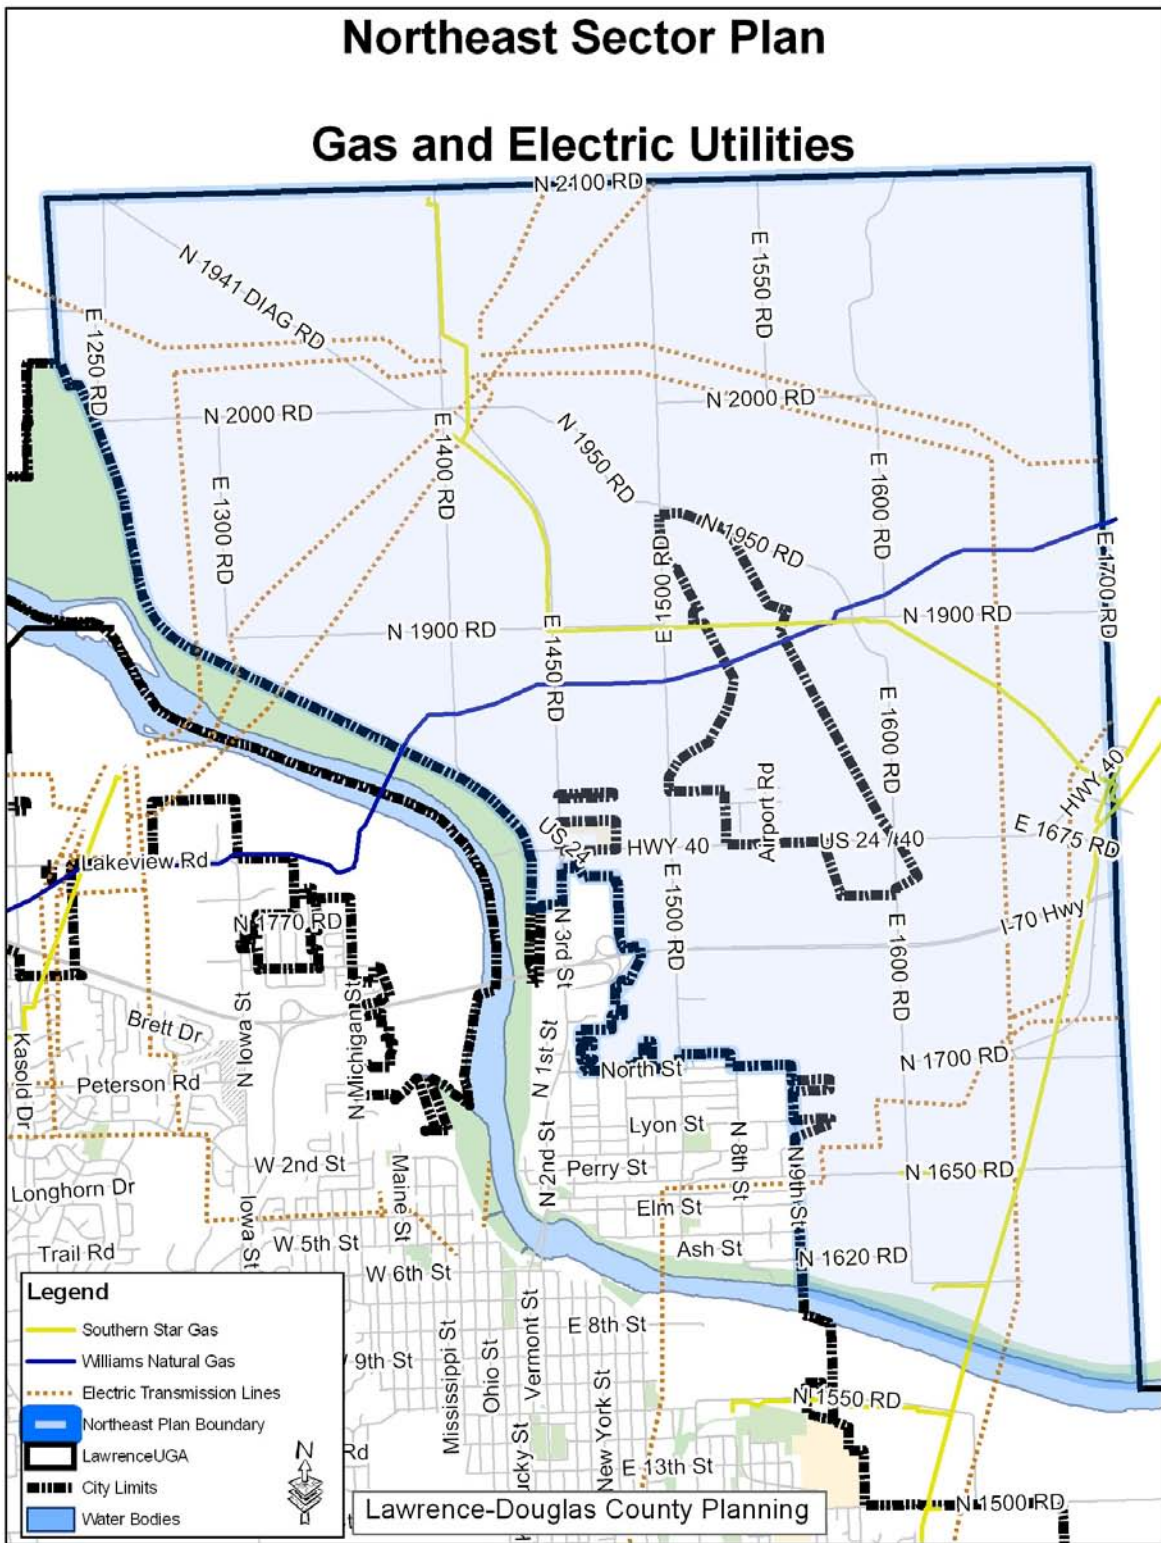 Northeast Sector Plan
Gas and Electric Utilities
N 2100 RD
N 1941 DIAG RD
E 1550 RD
E 1250 RD
N 2000 RD
N 2000 RD
E 1400 RD
N 1950 RD
E 1600 RD
E 1300 RD
N 1950 RD
E 1500 RD
E 1700 RD
N 1900 RD
N 1900 RD
E 1450 RD
E 1600 RD
HWY 40
Airport Rd
US 24
HWY 40
US 24 / 40
E 1675 RD
Lakeview Rd
E 1500 RD
I-70 Hwy
N 1770 RD
N 3rd St
E 1600 RD
N Michigan St
N Iowa St
Brett Dr
N 1st St
Kasold Dr
Peterson Rd
North St
N 1700 RD
Lyon St
N 8th St
W 2nd St
Maine St
N 2nd St
Perry St
N 9th St
N 1650 RD
Longhorn Dr
Iowa St
Elm St
W 5th St
Ash St
N 1620 RD
Trail Rd
W 6th St
Legend
Southern Star Gas
Williams Natural Gas
Electric Transmission Lines
Northeast Plan Boundary
LawrenceUGA
City Limits
Water Bodies
N
E 8th St
Vermont St
9th St
Mississippi St
Ohio St
New York St
N 1550 RD
ucky St
Rd
E 13th St
N 1500 RD
Lawrence-Douglas County Planning